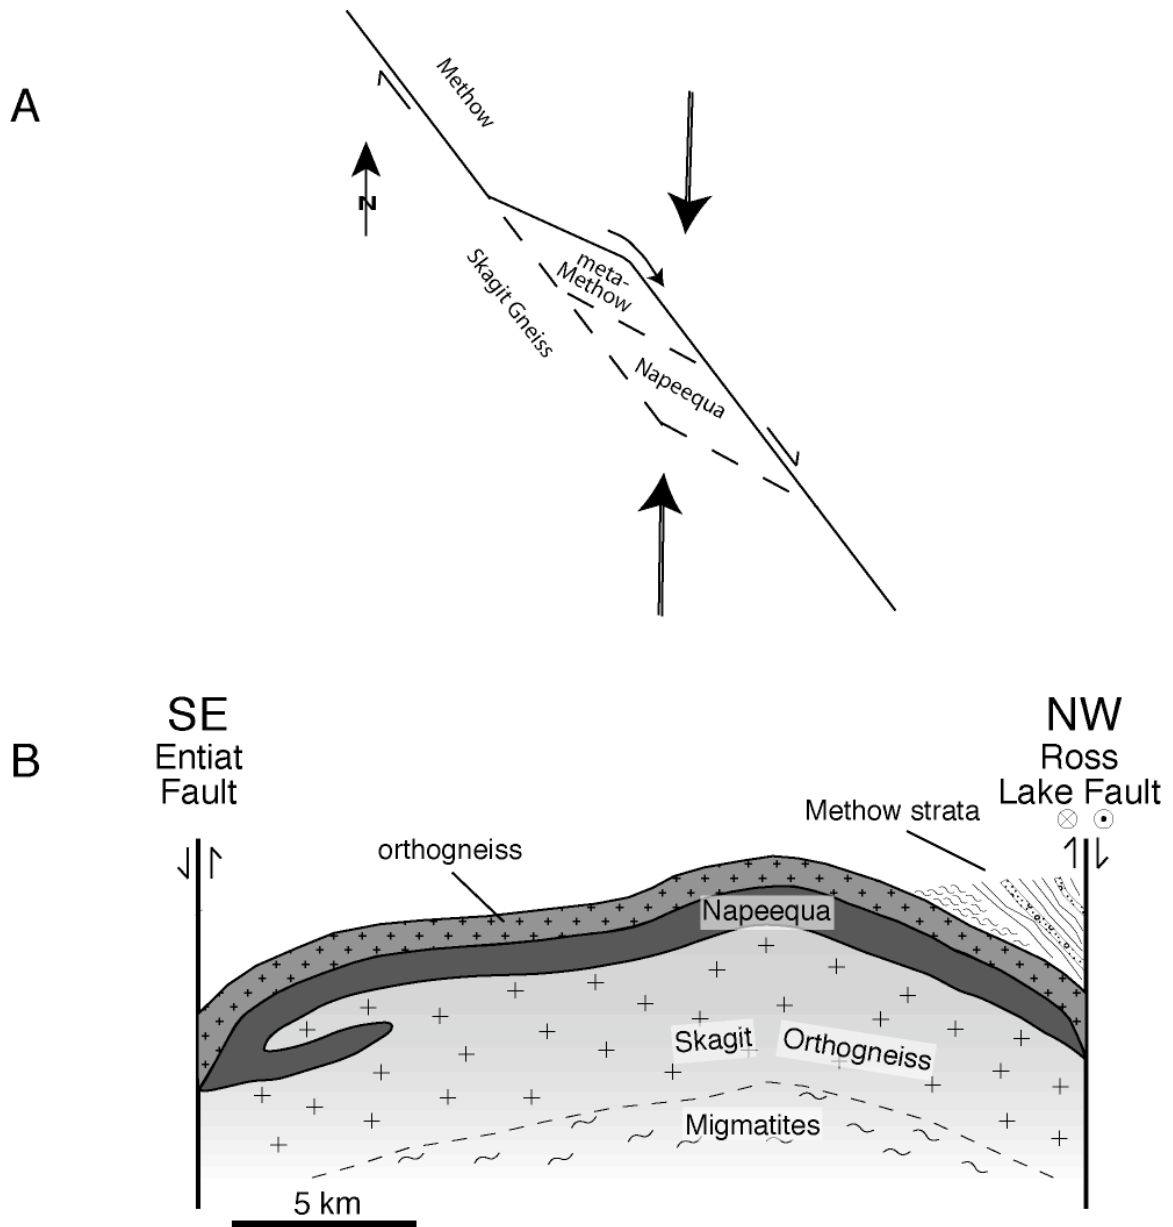 A
Methow
N
meta-
Methow
Skagit Gneiss
Napeequa
SE
NW
B
Entiat
Fault
Ross
Lake Fault
Methow strata
orthogneiss
Napeequa
Skagit
Orthogneiss
Migmatites
5 km